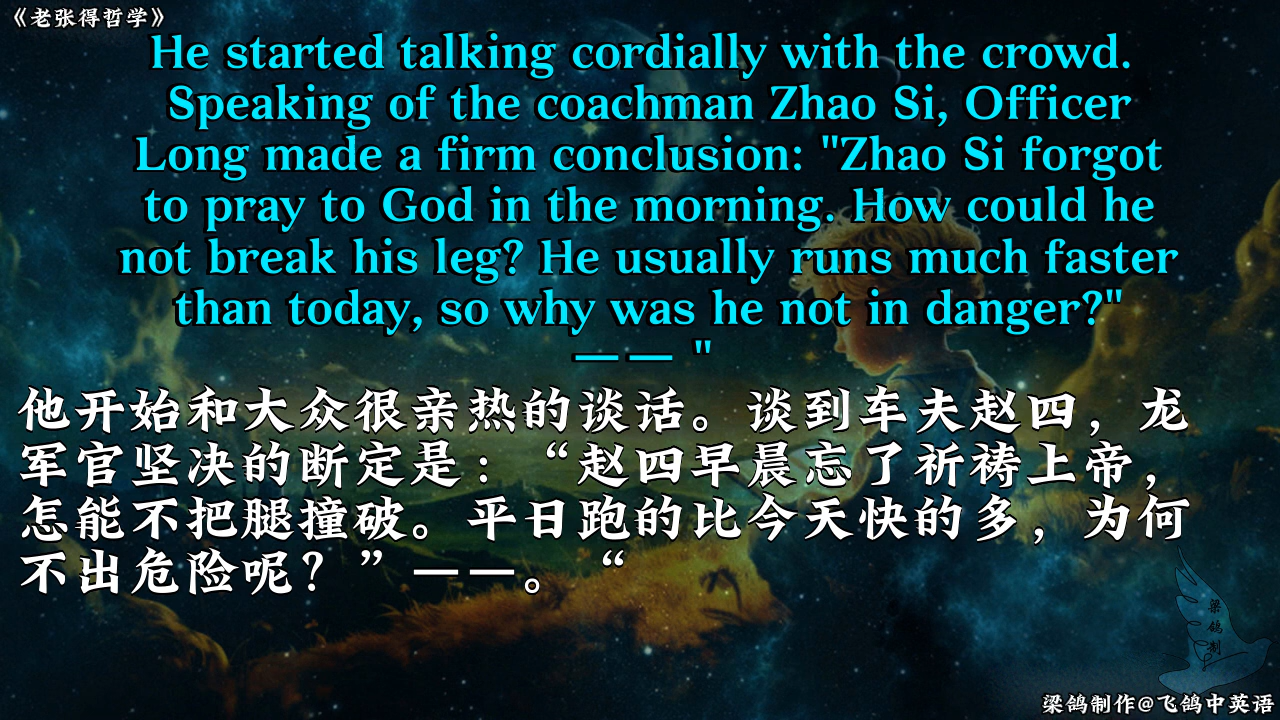 《老张得哲学》
He started talking cordially with the crowd.
Speaking of the coachman Zhao Si, Officer
Long made a firm conclusion: "Zhao Si forgot
to pray to God in the morning. How could he
not break his leg? He usually runs much faster
than today, so why was he not in danger?"
—— "
他开始和大众很亲热的谈话。谈到车夫赵四，龙
军官坚决的断定是：“赵四早晨忘了祈祷上帝，
怎能不把腿撞破。平日跑的比今天快的多，为何
不出危险呢？”——。“
梁
鸽
制
梁鸽制作@飞鸽中英语